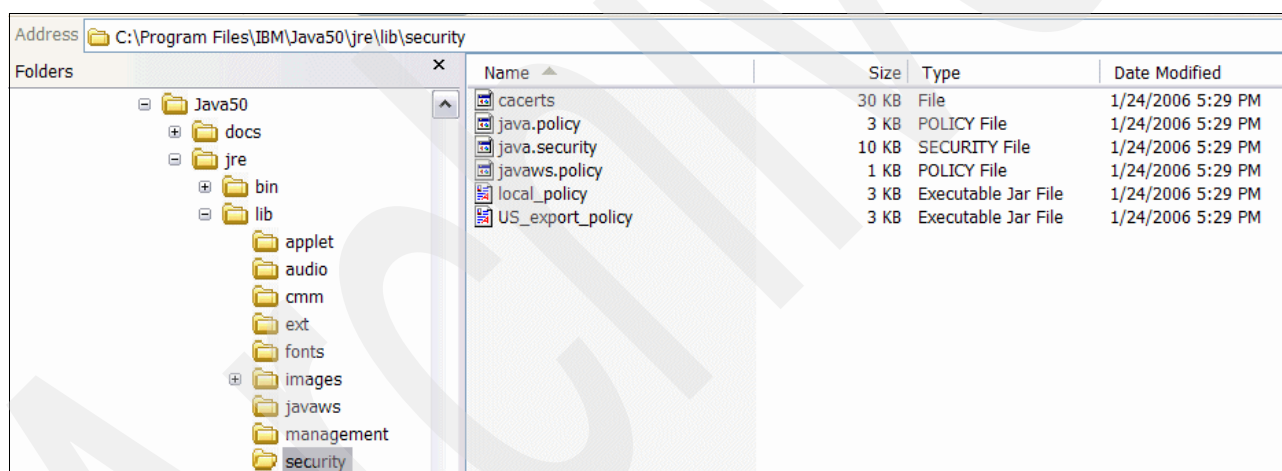 Address C:\Program Files\IBM\Java50\jre\lib\security
Folders x
Name Size Type Date Modified
cacerts 30 KB File 1/24/2006 5:29 PM
java.policy 3 KB POLICY File 1/24/2006 5:29 PM
java.security 10 KB SECURITY File 1/24/2006 5:29 PM
javaws.policy 1 KB POLICY File 1/24/2006 5:29 PM
local_policy 3 KB Executable Jar File 1/24/2006 5:29 PM
US_export_policy 3 KB Executable Jar File 1/24/2006 5:29 PM
Java50
docs
jre
bin
lib
applet
audio
cmm
ext
fonts
images
javaws
management
security